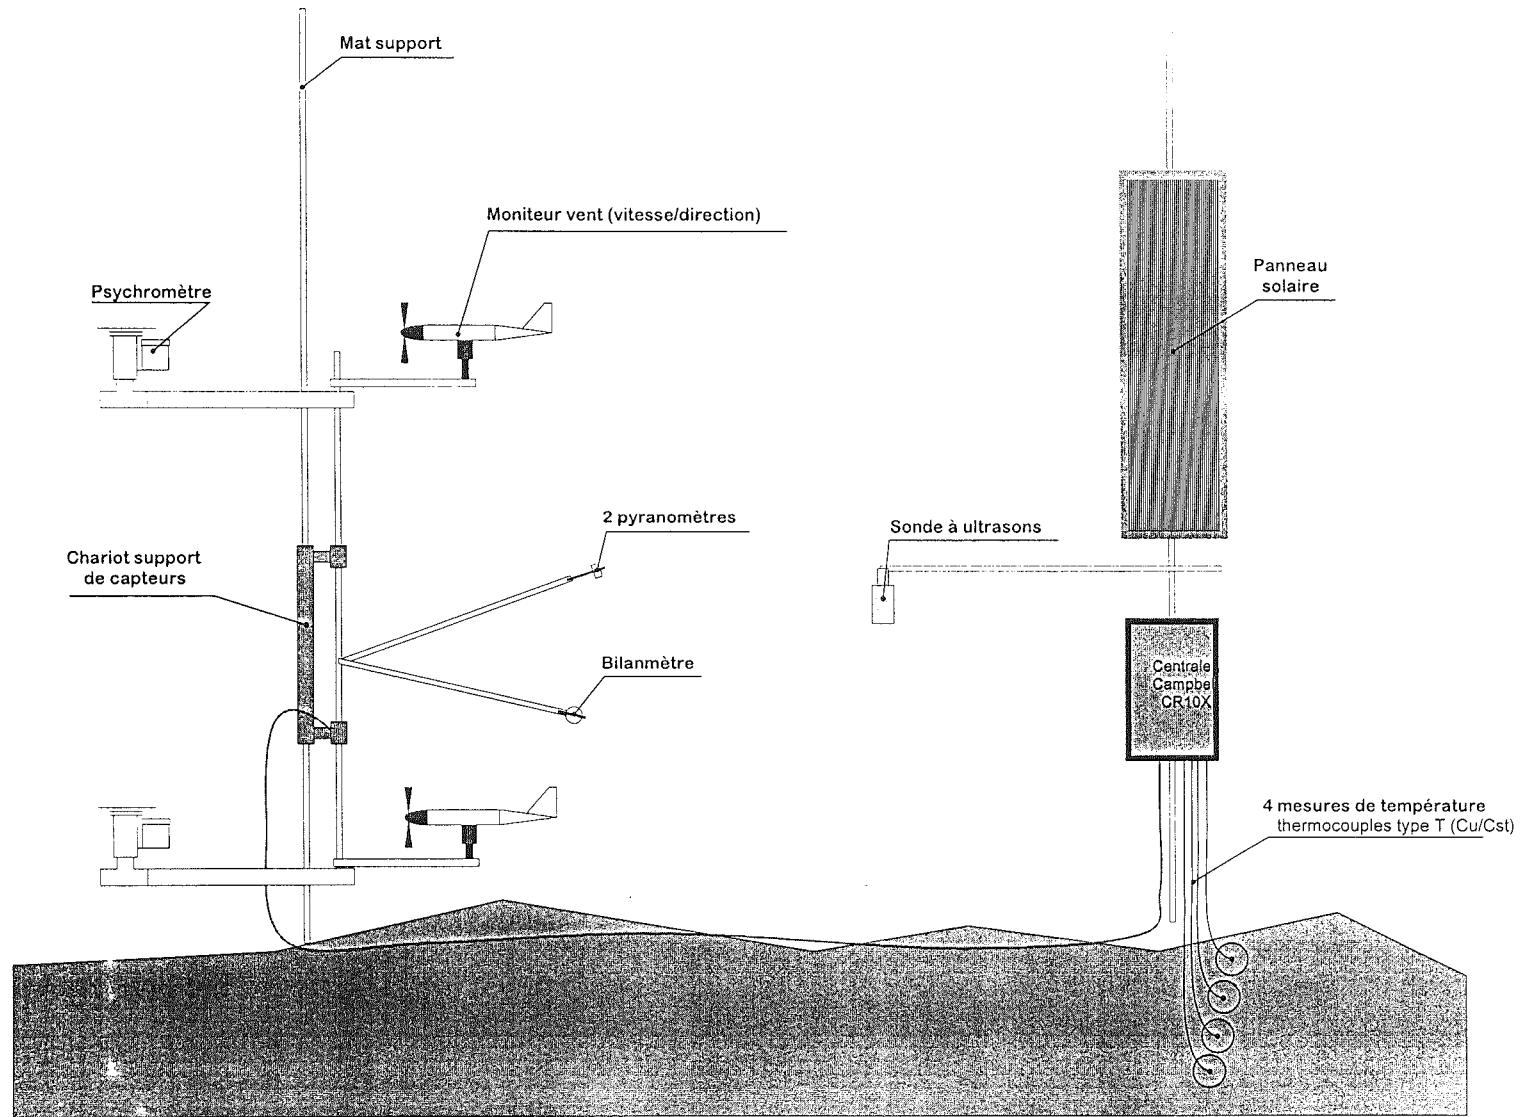 Mat support
Moniteur vent (vitesse/direction)
Psychromètre
Panneau
solaire
2 pyranomètres
Sonde à ultrasons
Chariot support
de capteurs
Bilanmètre
Centrale
Campbe
CR10X
4 mesures de température
thermocouples type T (Cu/Cst)